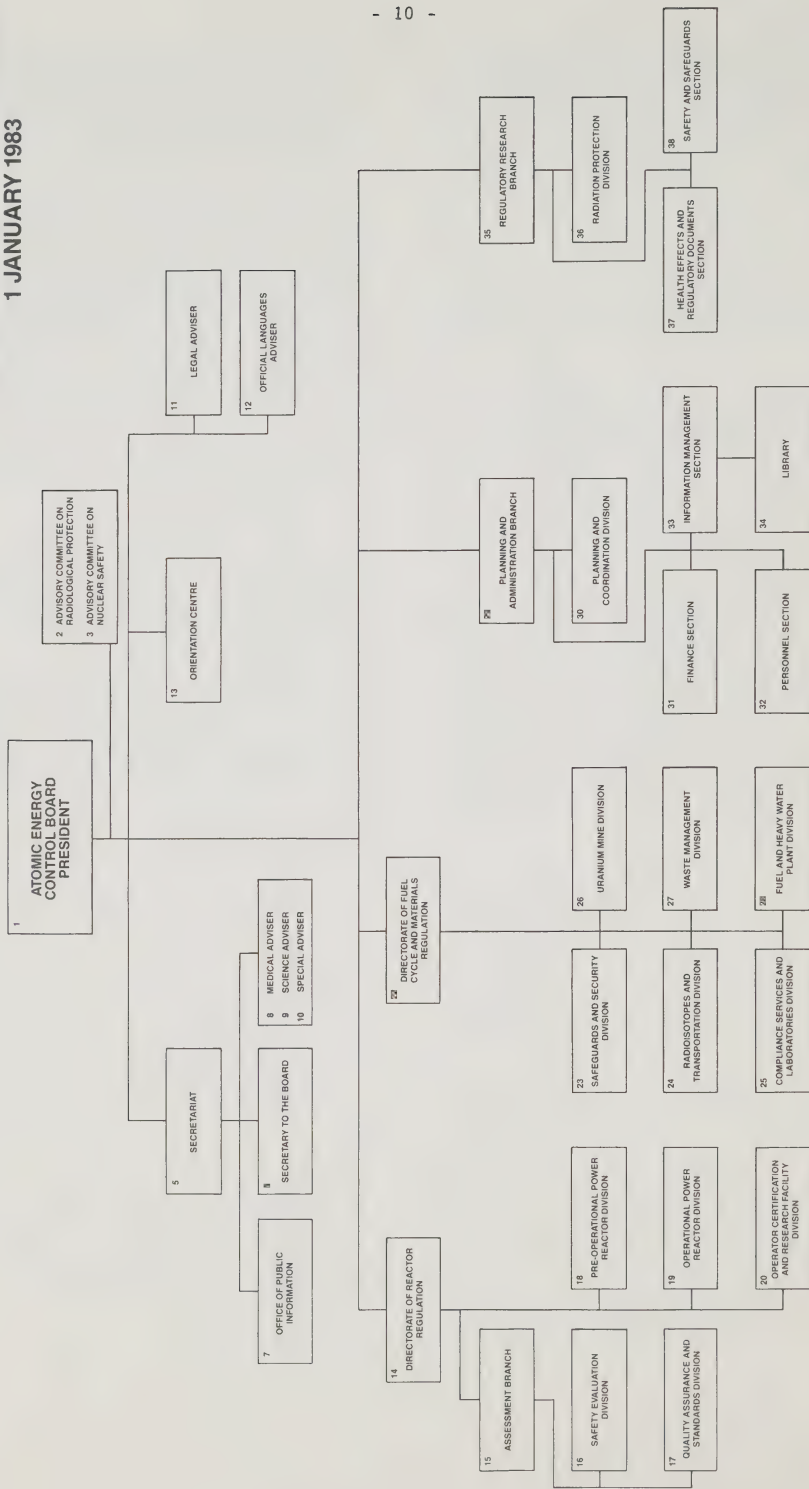 - 10 -
1 JANUARY 1983
1
ATOMIC ENERGY
CONTROL BOARD
PRESIDENT
2 ADVISORY COMMITTEE ON
RADIOLOGICAL PROTECTION
3 ADVISORY COMMITTEE ON
NUCLEAR SAFETY
5
SECRETARIAT
7
OFFICE OF PUBLIC
INFORMATION
SECRETARY TO THE BOARD
8 MEDICAL ADVISER
9 SCIENCE ADVISER
10 SPECIAL ADVISER
13
ORIENTATION CENTRE
11
LEGAL ADVISER
12
OFFICIAL LANGUAGES
ADVISER
14
DIRECTORATE OF REACTOR
REGULATION
15
ASSESSMENT BRANCH
16
SAFETY EVALUATION
DIVISION
17
QUALITY ASSURANCE AND
STANDARDS DIVISION
18
PRE-OPERATIONAL POWER
REACTOR DIVISION
19
OPERATIONAL POWER
REACTOR DIVISION
20
OPERATOR CERTIFICATION
AND RESEARCH FACILITY
DIVISION
22
DIRECTORATE OF FUEL
CYCLE AND MATERIALS
REGULATION
23
SAFEGUARDS AND SECURITY
DIVISION
24
RADIOISOTOPES AND
TRANSPORTATION DIVISION
25
COMPLIANCE SERVICES AND
LABORATORIES DIVISION
26
URANIUM MINE DIVISION
27
WASTE MANAGEMENT
DIVISION
28
FUEL AND HEAVY WATER
PLANT DIVISION
29
PLANNING AND
ADMINISTRATION BRANCH
30
PLANNING AND
COORDINATION DIVISION
31
FINANCE SECTION
32
PERSONNEL SECTION
33
INFORMATION MANAGEMENT
SECTION
34
LIBRARY
35
REGULATORY RESEARCH
BRANCH
36
RADIATION PROTECTION
DIVISION
37
HEALTH EFFECTS AND
REGULATORY DOCUMENTS
SECTION
38
SAFETY AND SAFEGUARDS
SECTION